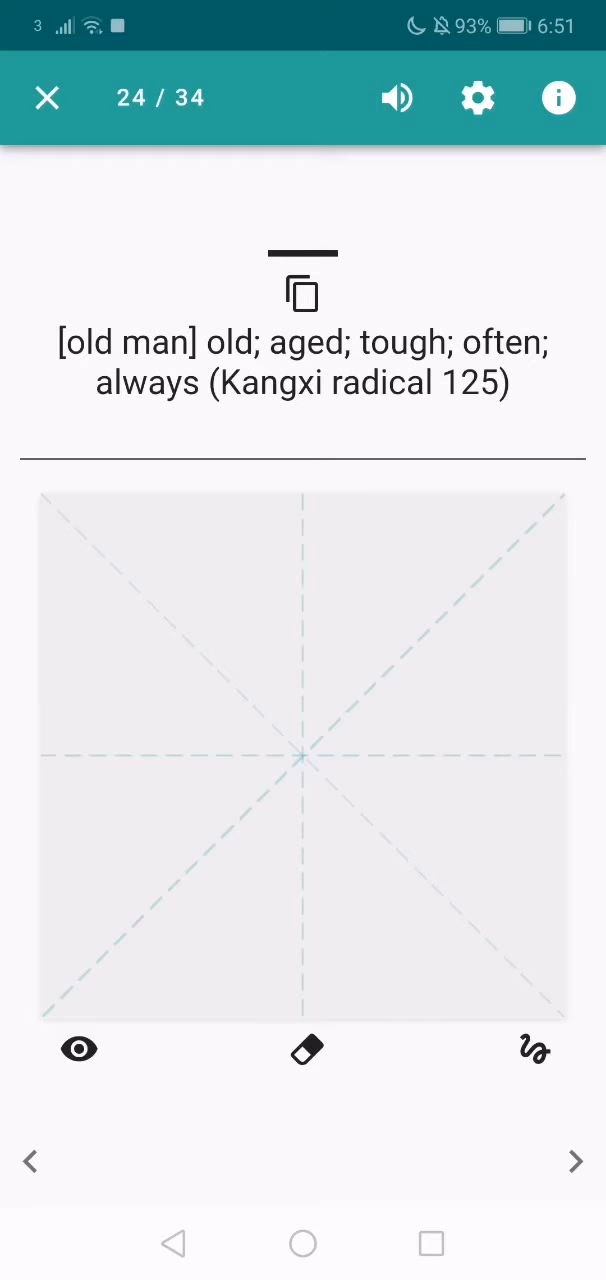 3 93% 6:51
24 / 34
[old man] old; aged; tough; often;
always (Kangxi radical 125)